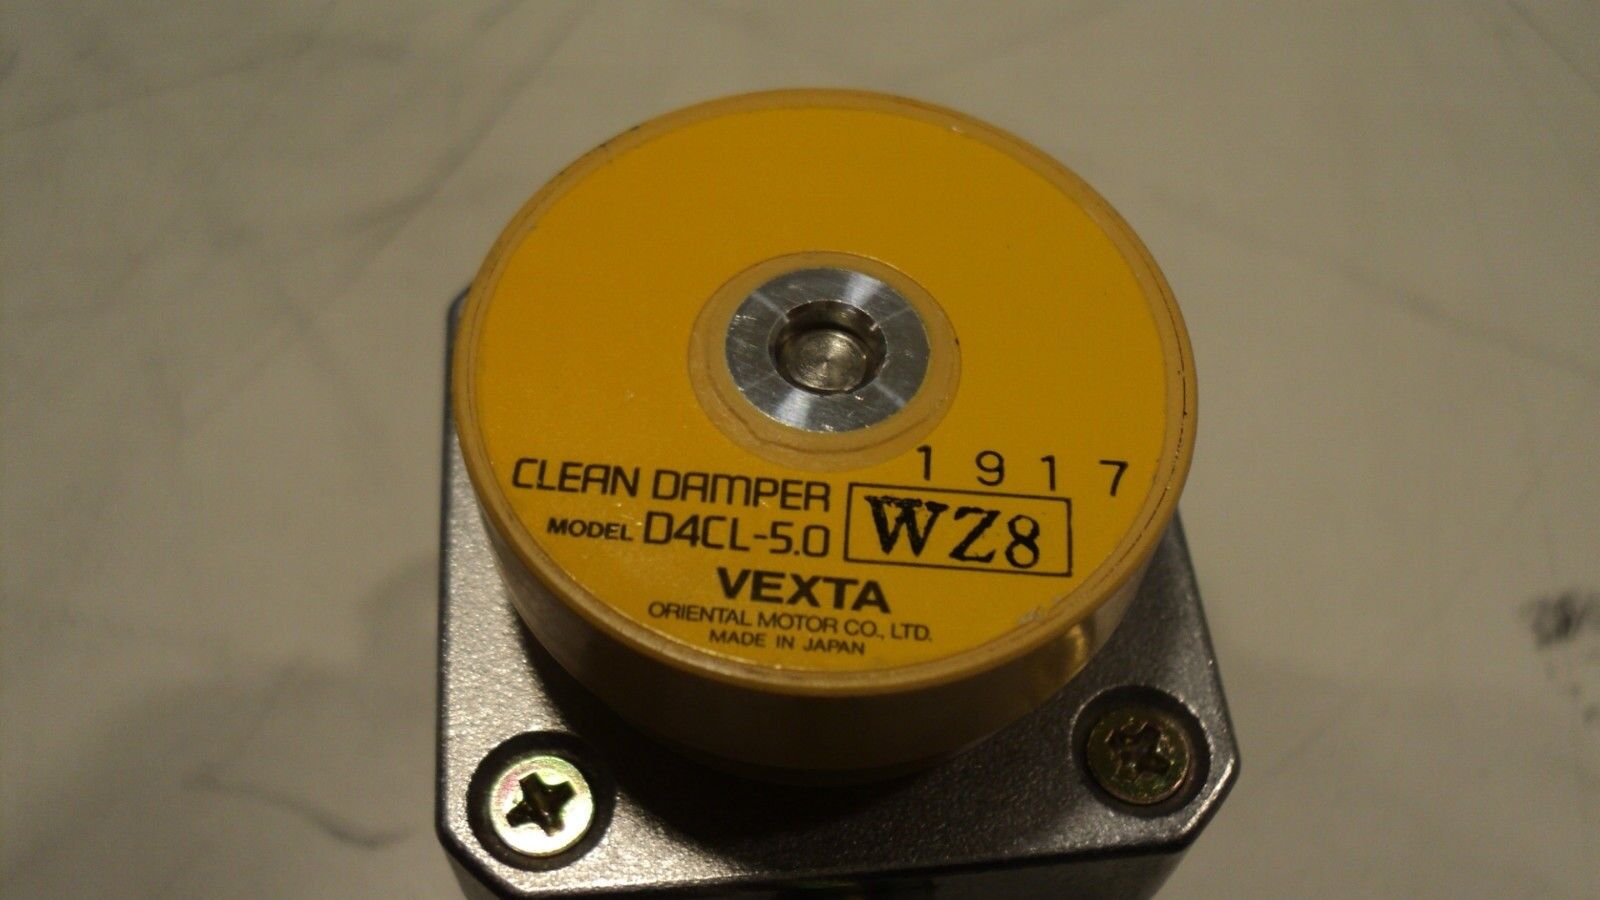 1917
CLEAN DAMPER
MODEL D4CL-5.0
WZ8
VEXTA
ORIENTAL MOTOR CO., LTD.
MADE IN JAPAN